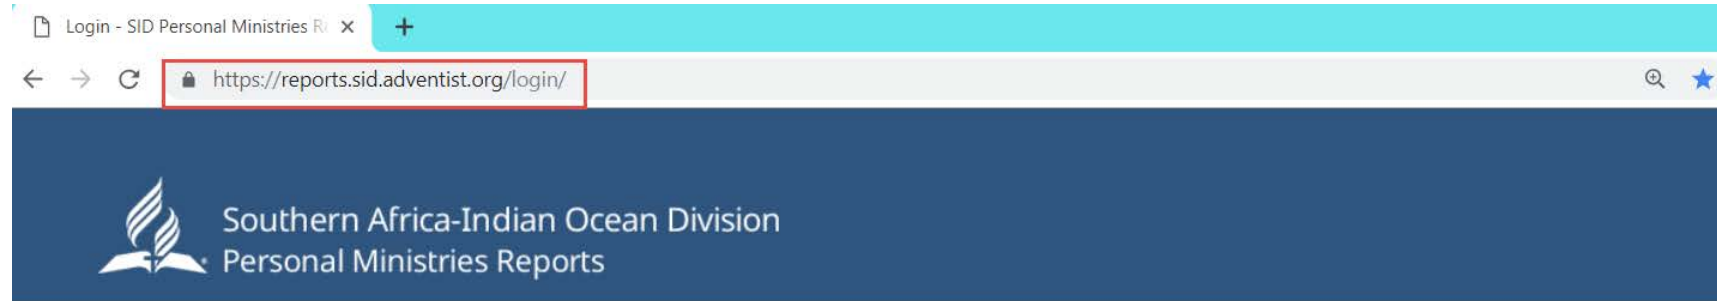 Login - SID Personal Ministries R
https://reports.sid.adventist.org/login/
Southern Africa-Indian Ocean Division
Personal Ministries Reports